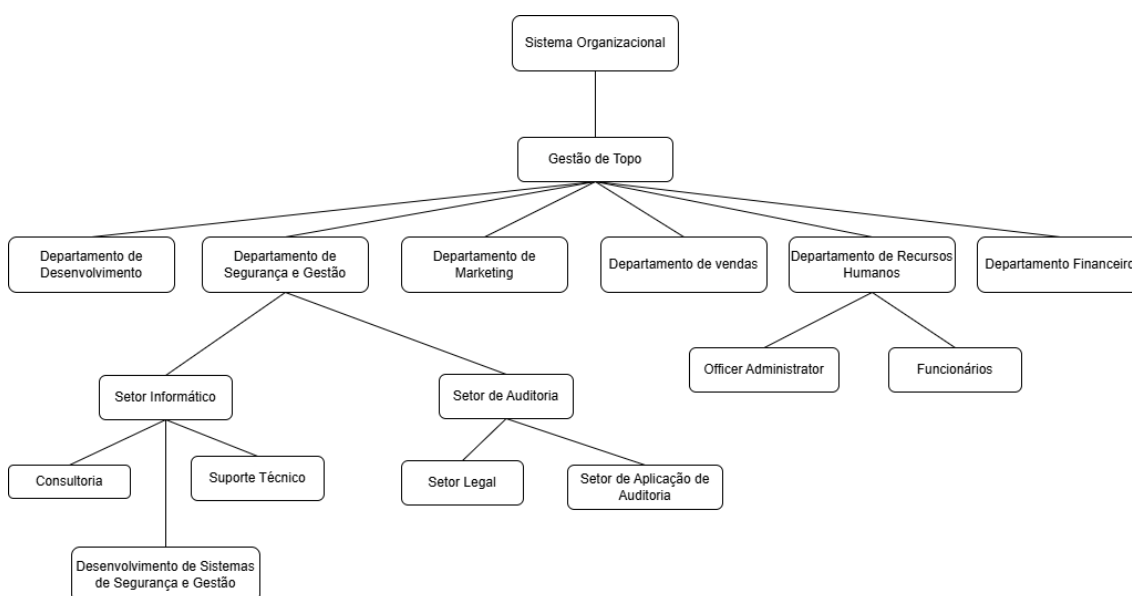 Sistema Organizacional
Gestão de Topo
Departamento de
Desenvolvimento
Departamento de
Segurança e Gestão
Departamento de
Marketing
Departamento de vendas
Departamento de Recursos
Humanos
Departamento Financeiro
Officer Administrator
Funcionários
Setor Informático
Setor de Auditoria
Consultoria
Suporte Técnico
Setor Legal
Setor de Aplicação de
Auditoria
Desenvolvimento de Sistemas
de Segurança e Gestão